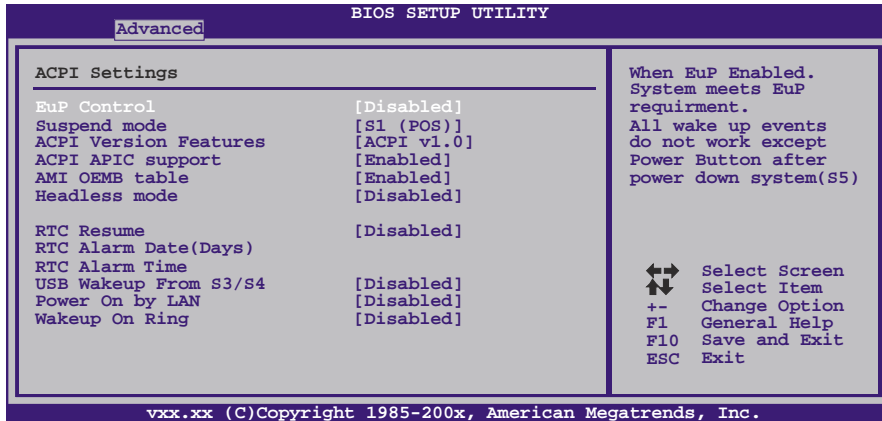 BIOS SETUP UTILITY
Advanced
ACPI Settings
EuP Control [Disabled]
Suspend mode [S1 (POS)]
ACPI Version Features [ACPI v1.0]
ACPI APIC support [Enabled]
AMI OEMB table [Enabled]
Headless mode [Disabled]
RTC Resume [Disabled]
RTC Alarm Date(Days)
RTC Alarm Time
USB Wakeup From S3/S4 [Disabled]
Power On by LAN [Disabled]
Wakeup On Ring [Disabled]
When EuP Enabled.
System meets EuP
requirment.
All wake up events
do not work except
Power Button after
power down system(S5)
Select Screen
Select Item
+- Change Option
F1 General Help
F10 Save and Exit
ESC Exit
vxx.xx (C)Copyright 1985-200x, American Megatrends, Inc.